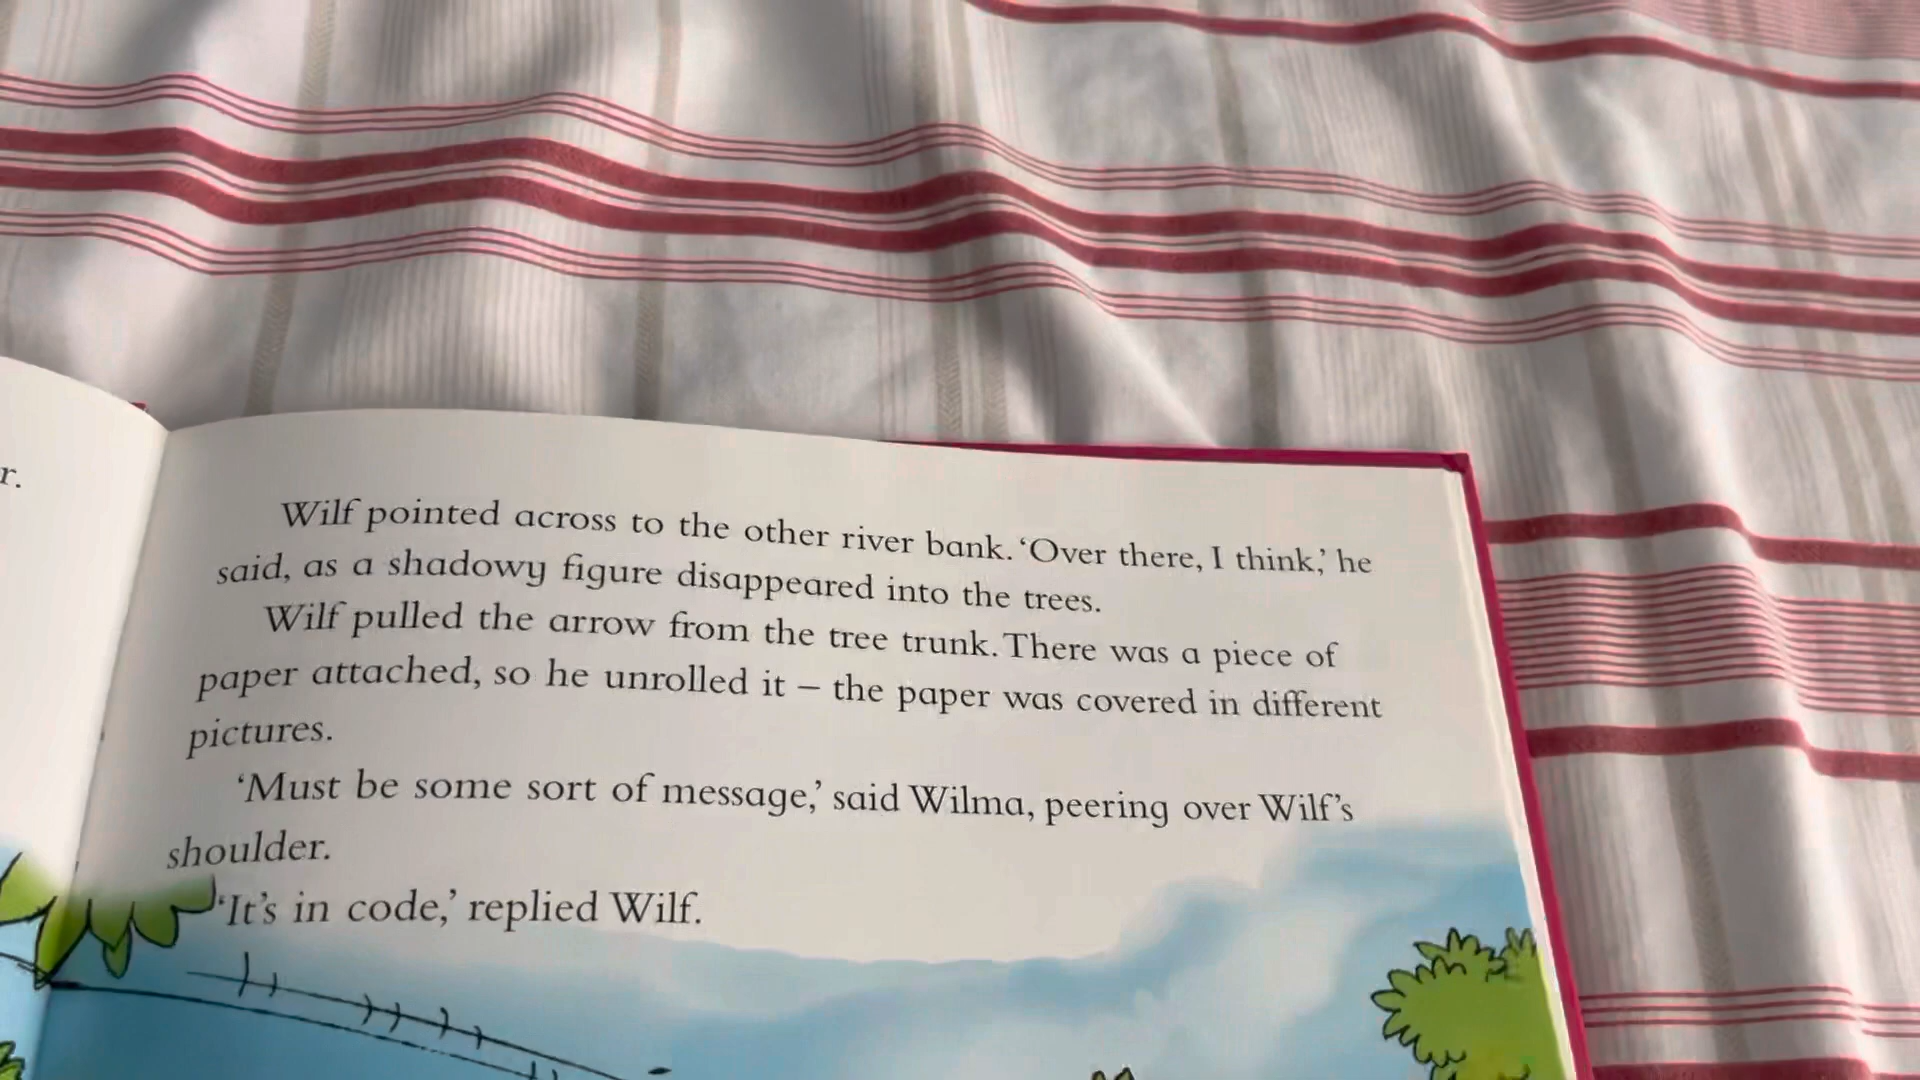 r.
Wilf pointed across to the other river bank. ‘Over there, I think,’ he
said, as a shadowy figure disappeared into the trees.
Wilf pulled the arrow from the tree trunk. There was a piece of
paper attached, so he unrolled it – the paper was covered in different
pictures.
‘Must be some sort of message,’ said Wilma, peering over Wilf’s
shoulder.
‘It’s in code,’ replied Wilf.